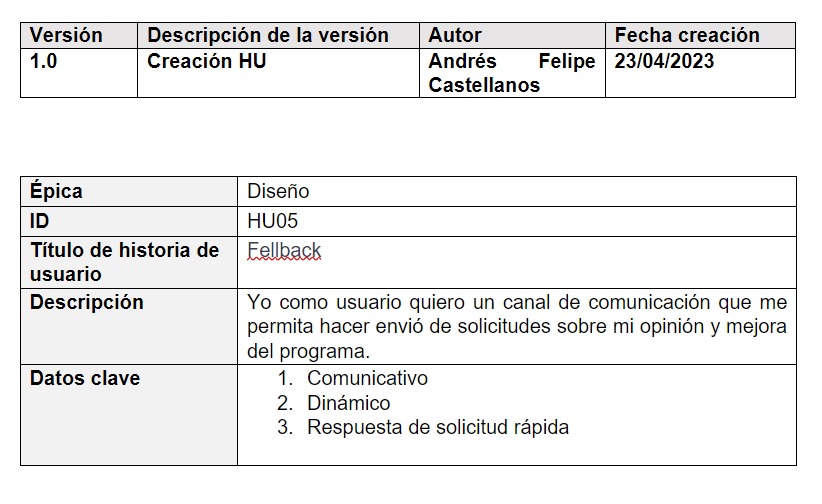 Versión Descripción de la versión Autor Fecha creación
1.0 Creación HU Andrés Felipe 23/04/2023
Castellanos
Épica Diseño
ID HU05
Título de historia de Fellback
usuario
Descripción Yo como usuario quiero un canal de comunicación que me
permita hacer envió de solicitudes sobre mi opinión y mejora
del programa.
Datos clave 1. Comunicativo
2. Dinámico
3. Respuesta de solicitud rápida